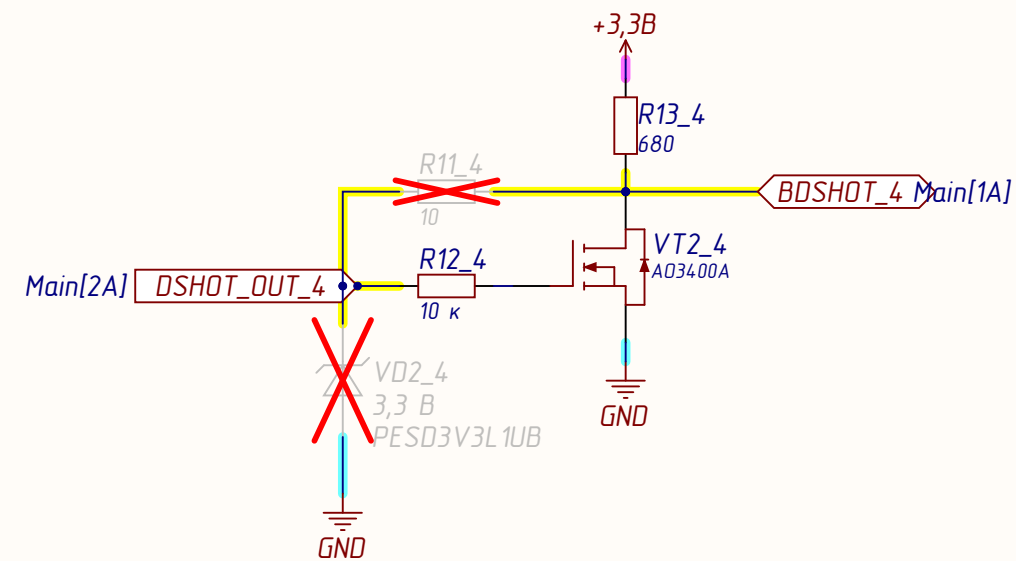 +3,3В
R13_4
680
R11_4
10
BDSHOT_4 Main[1A]
VT2_4
AO3400A
R12_4
10 к
Main[2A] DSHOT_OUT_4
VD2_4
3,3 В
PESD3V3L1UB
GND
GND